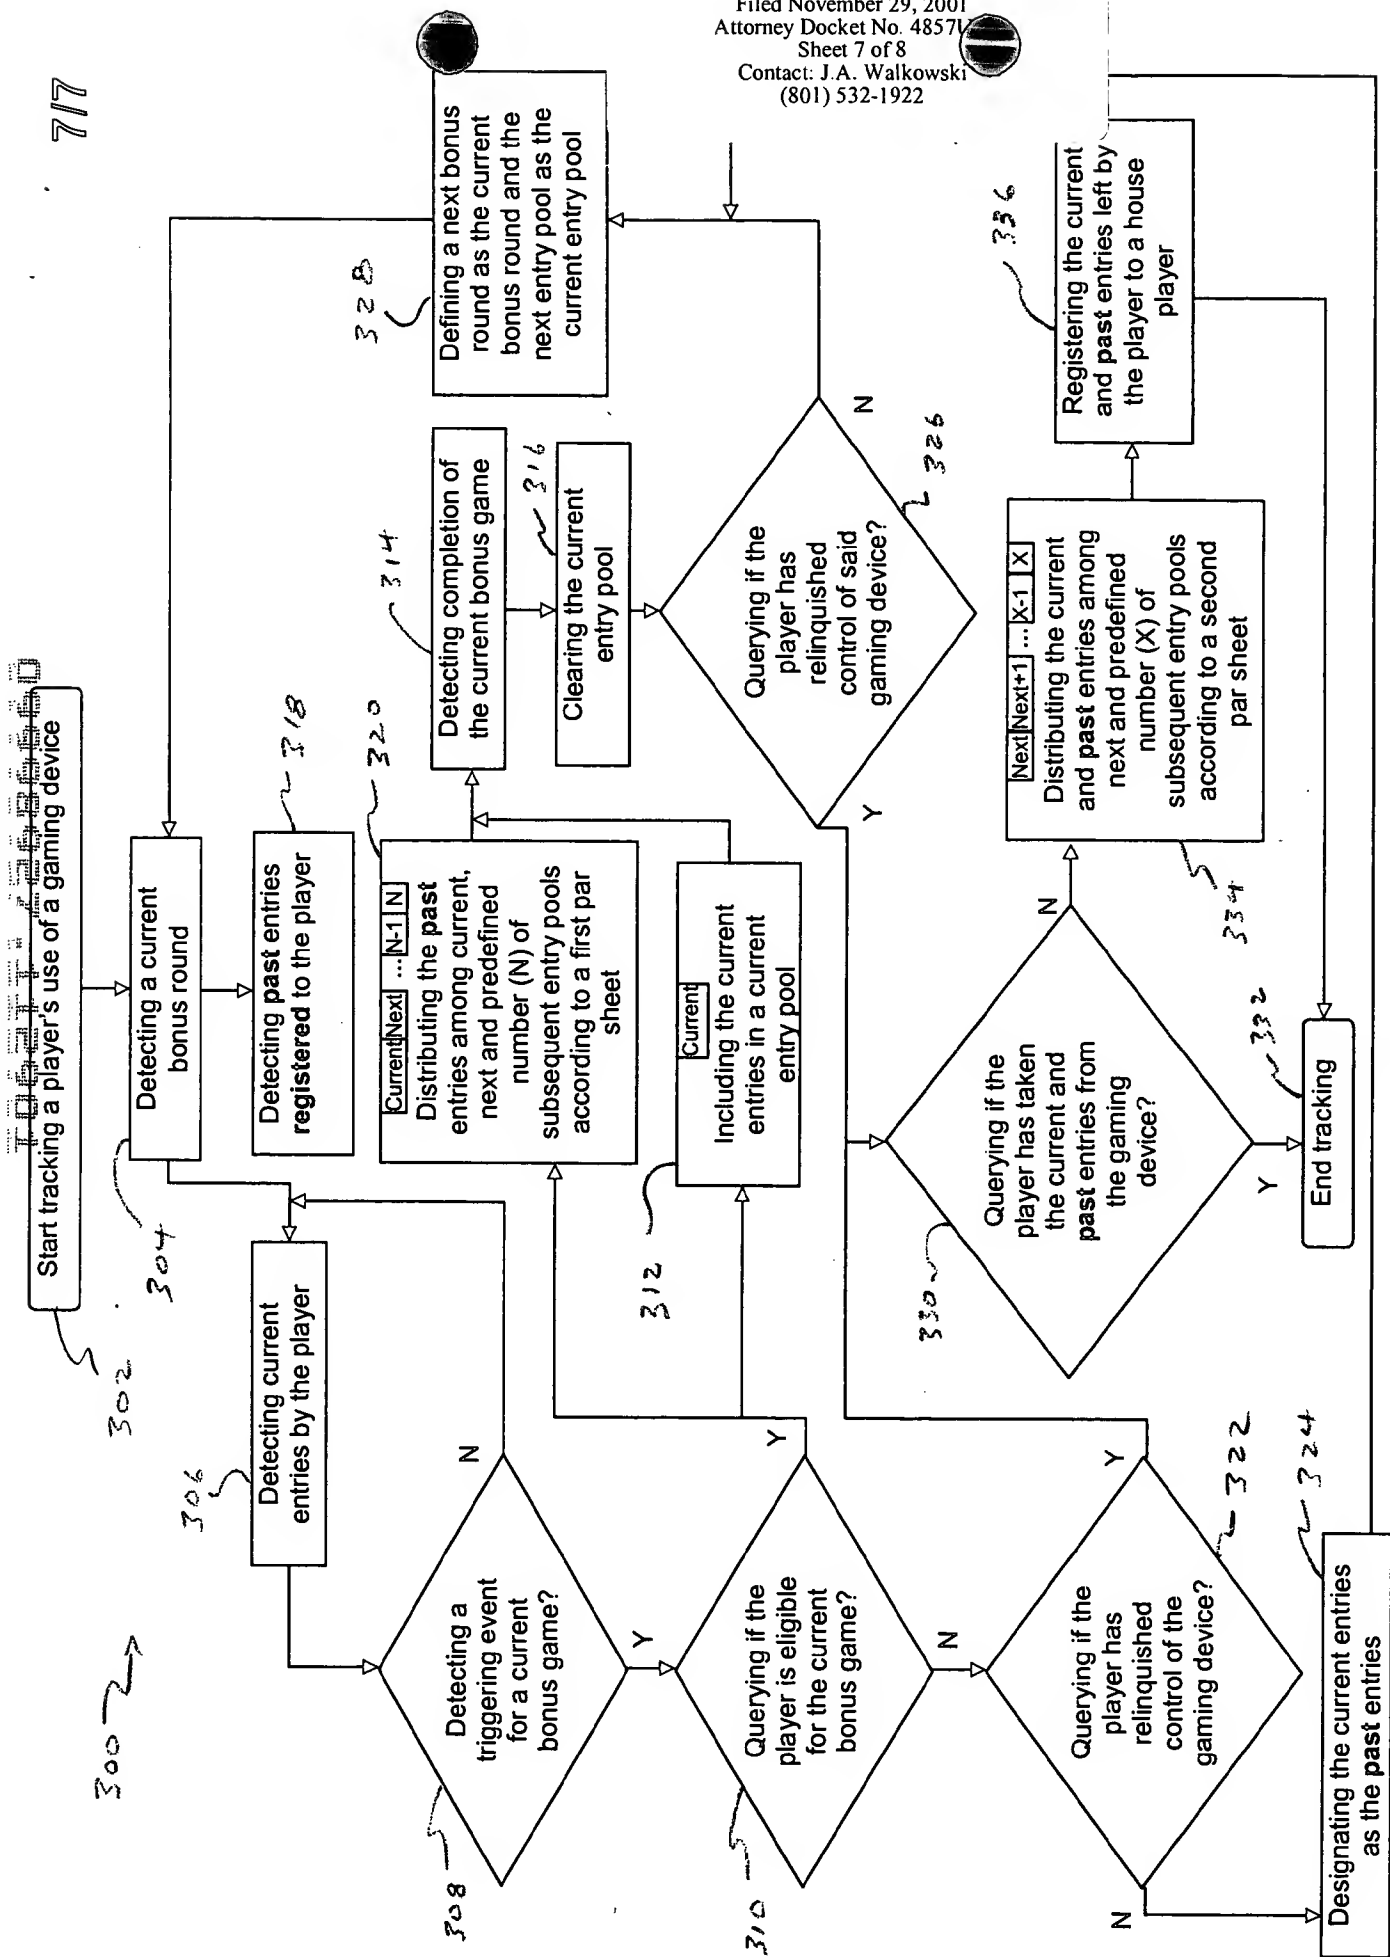 Filed November 29, 2001
Attorney Docket No. 4857U
Sheet 7 of 8
Contact: J.A. Walkowski
(801) 532-1922
7/7
300
302
Start tracking a player's use of a gaming device
304
Detecting a current
bonus round
318
Detecting past entries
registered to the player
306
Detecting current
entries by the player
308
Detecting a
triggering event
for a current
bonus game?
N
Y
310
Querying if the
player is eligible
for the current
bonus game?
Y
N
320
Current Next ... N-1 N
Distributing the past
entries among current,
next and predefined
number (N) of
subsequent entry pools
according to a first par
sheet
312
Current
Including the current
entries in a current
entry pool
314
Detecting completion of
the current bonus game
316
Clearing the current
entry pool
326
Querying if the
player has
relinquished
control of said
gaming device?
N
Y
328
Defining a next bonus
round as the current
bonus round and the
next entry pool as the
current entry pool
322
Querying if the
player has
relinquished
control of the
gaming device?
Y
N
324
Designating the current entries
as the past entries
330
Querying if the
player has taken
the current and
past entries from
the gaming
device?
N
Y
332
End tracking
334
Next Next+1 ... X-1 X
Distributing the current
and past entries among
next and predefined
number (X) of
subsequent entry pools
according to a second
par sheet
336
Registering the current
and past entries left by
the player to a house
player